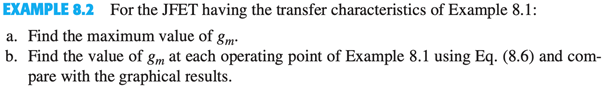 EXAMPLE 8.2 For the JFET having the transfer characteristics of Example 8.1:
a. Find the maximum value of gm.
b. Find the value of gm at each operating point of Example 8.1 using Eq. (8.6) and com-
pare with the graphical results.